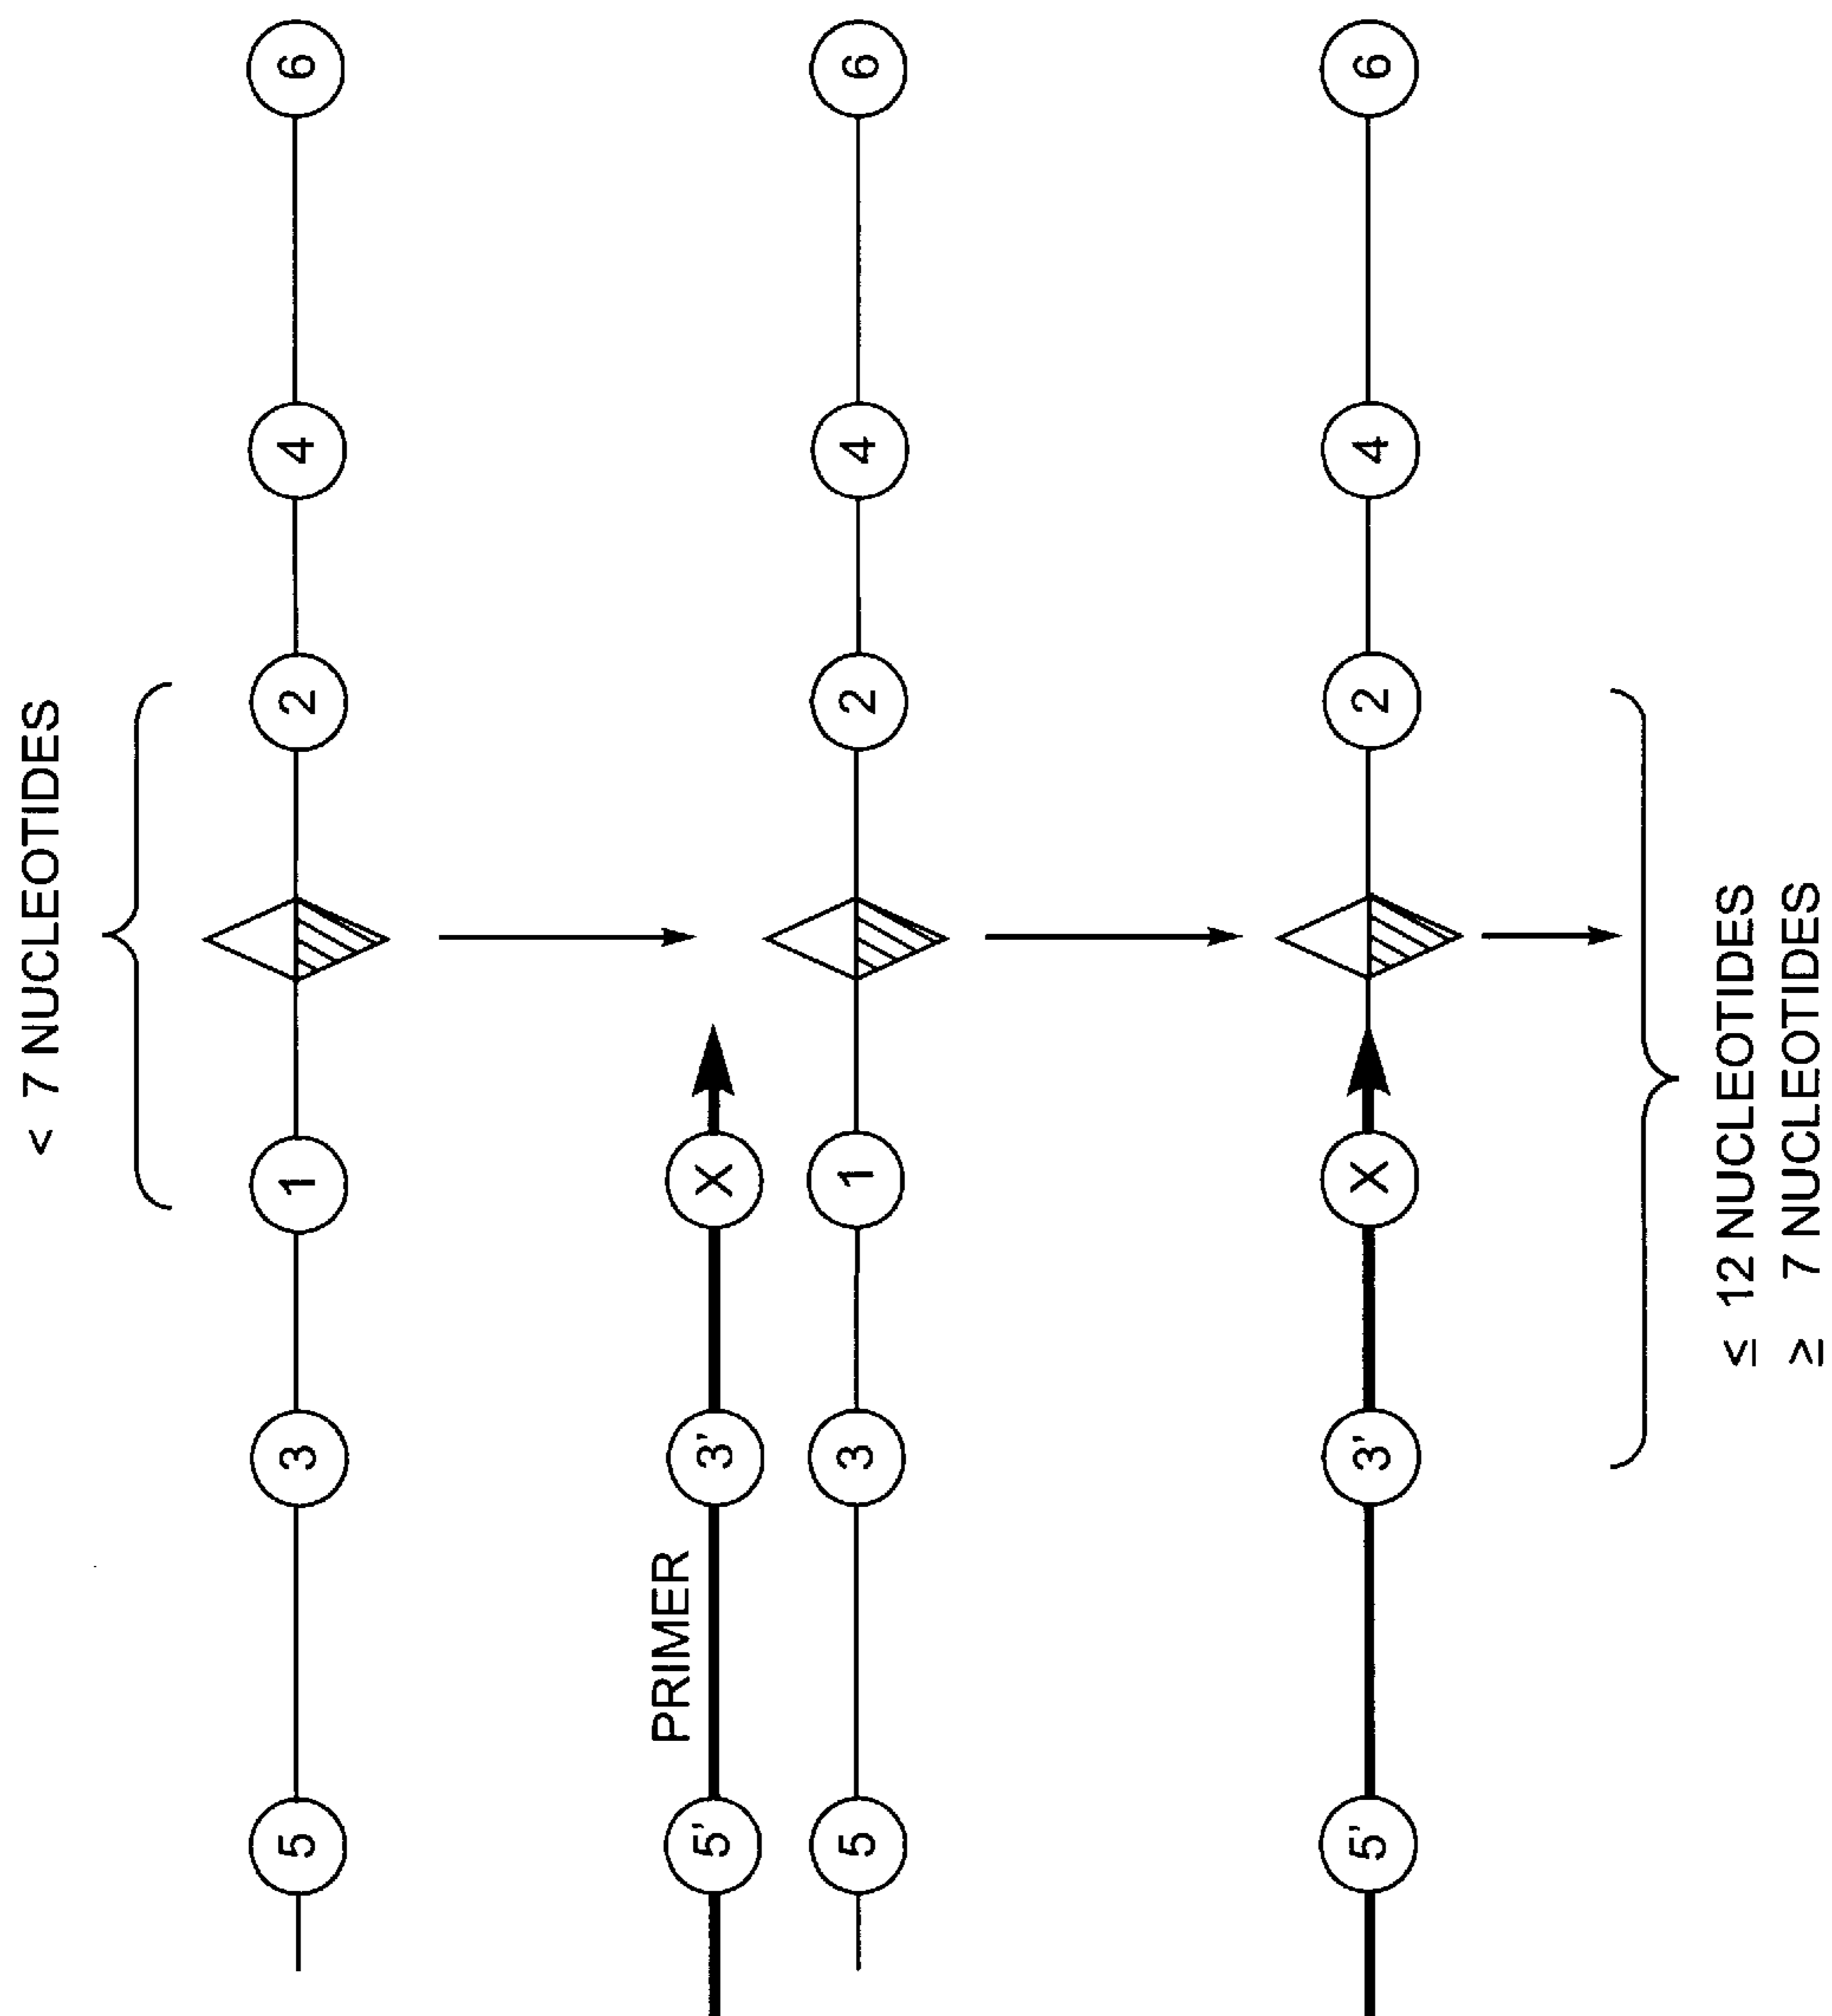 < 7 NUCLEOTIDES
5 3 1 2 4 6
PRIMER
5' 3' X
5 3 1 2 4 6
5' 3' X 2 4 6
≤ 12 NUCLEOTIDES
≥ 7 NUCLEOTIDES